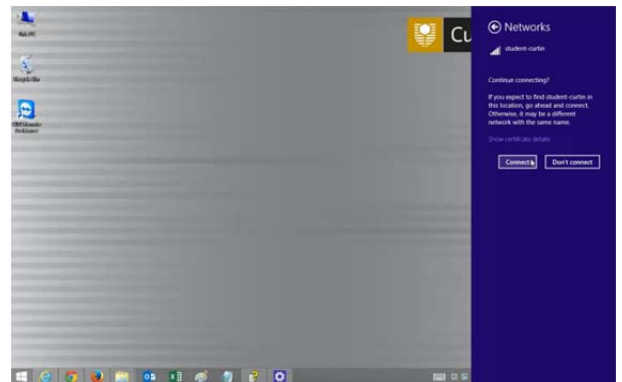 Cu
Networks
student-curtin
Continue connecting?
If you expect to find student-curtin in
this location, go ahead and connect.
Otherwise, it may be a different
network with the same name.
Show certificate details
Connect
Don't connect